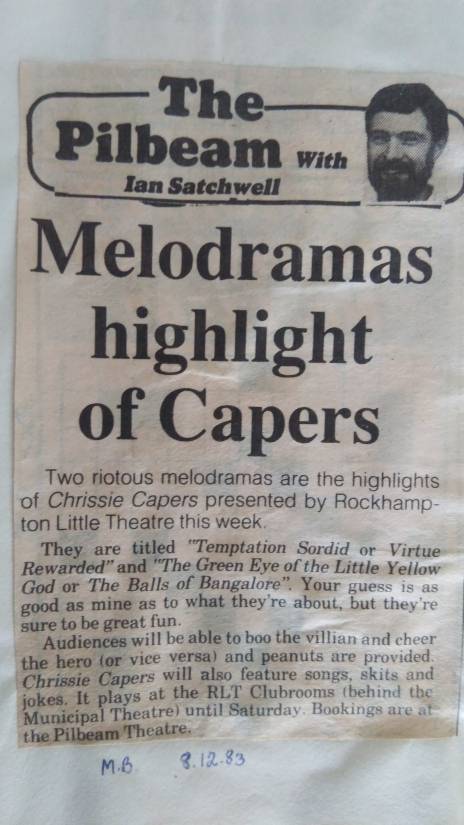 The
Pilbeam With
Ian Satchwell
Melodramas
highlight
of Capers
Two riotous melodramas are the highlights
of Chrissie Capers presented by Rockhamp-
ton Little Theatre this week.
They are titled "Temptation Sordid or Virtue
Rewarded" and "The Green Eye of the Little Yellow
God or The Balls of Bangalore". Your guess is as
good as mine as to what they're about, but they're
sure to be great fun.
Audiences will be able to boo the villian and cheer
the hero (or vice versa) and peanuts are provided.
Chrissie Capers will also feature songs, skits and
jokes. It plays at the RLT Clubrooms (behind the
Municipal Theatre) until Saturday. Bookings are at
the Pilbeam Theatre.
M.B 8.12.83